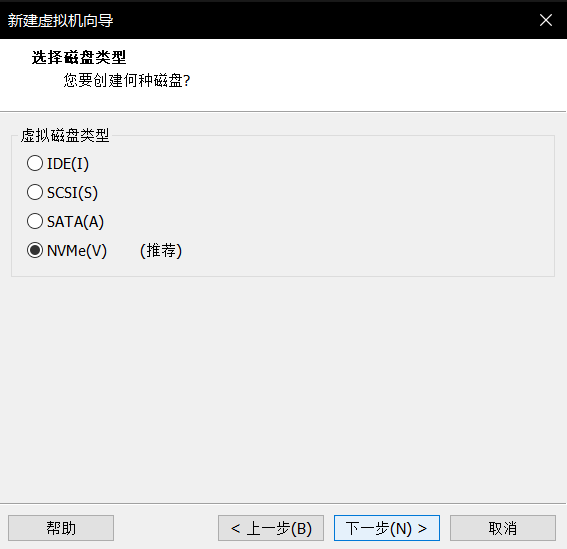 新建虚拟机向导
选择磁盘类型
您要创建何种磁盘?
虚拟磁盘类型
IDE(I)
SCSI(S)
SATA(A)
NVMe(V) (推荐)
帮助 < 上一步(B) 下一步(N) > 取消